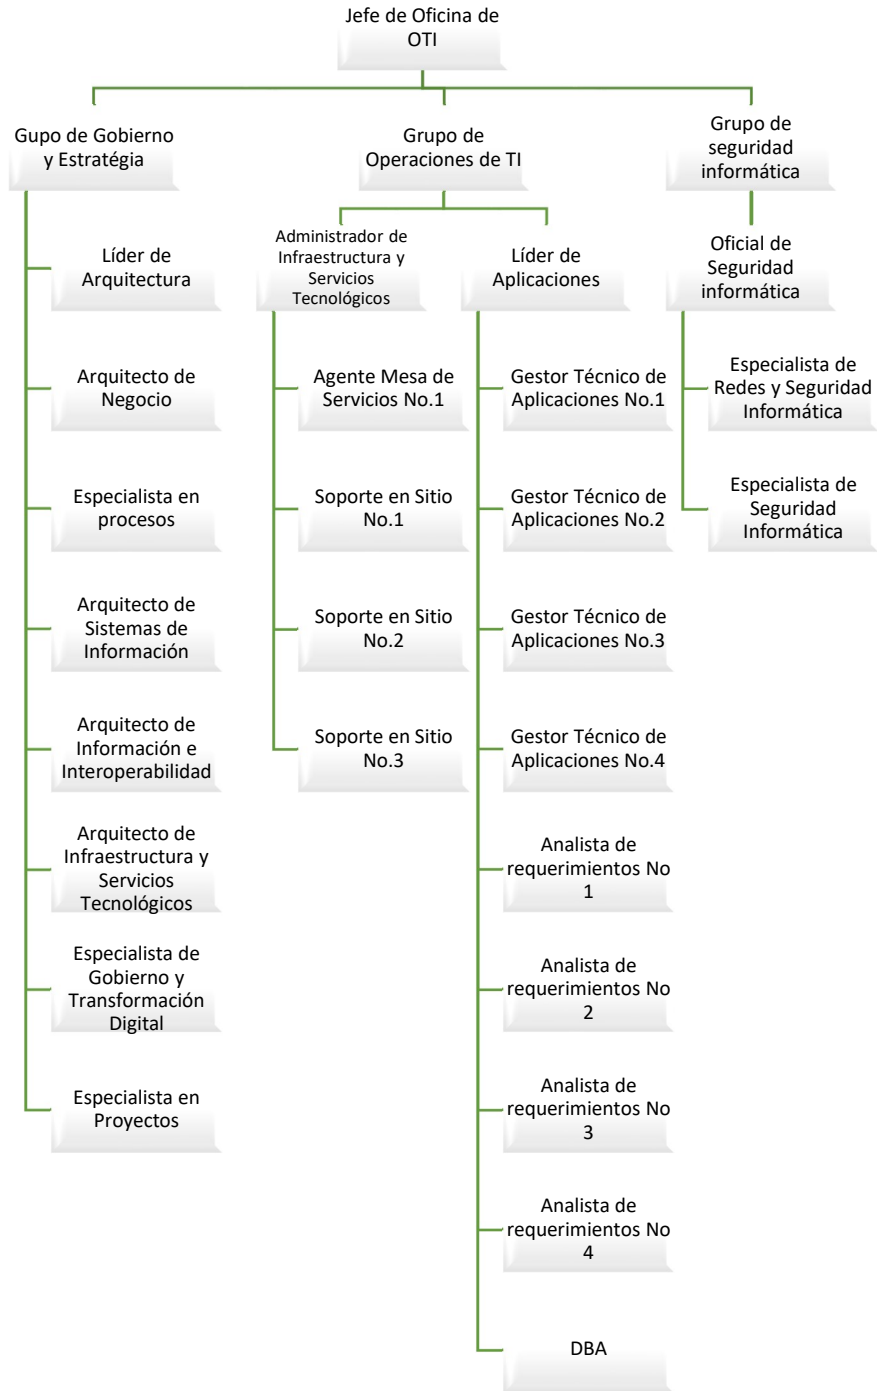 Jefe de Oficina de
OTI
Gupo de Gobierno
y Estratégia
Grupo de
Operaciones de TI
Grupo de
seguridad
informática
Líder de
Arquitectura
Arquitecto de
Negocio
Especialista en
procesos
Arquitecto de
Sistemas de
Información
Arquitecto de
Información e
Interoperabilidad
Arquitecto de
Infraestructura y
Servicios
Tecnológicos
Especialista de
Gobierno y
Transformación
Digital
Especialista en
Proyectos
Administrador de
Infraestructura y
Servicios
Tecnológicos
Agente Mesa de
Servicios No.1
Soporte en Sitio
No.1
Soporte en Sitio
No.2
Soporte en Sitio
No.3
Líder de
Aplicaciones
Gestor Técnico de
Aplicaciones No.1
Gestor Técnico de
Aplicaciones No.2
Gestor Técnico de
Aplicaciones No.3
Gestor Técnico de
Aplicaciones No.4
Analista de
requerimientos No
1
Analista de
requerimientos No
2
Analista de
requerimientos No
3
Analista de
requerimientos No
4
DBA
Oficial de
Seguridad
informática
Especialista de
Redes y Seguridad
Informática
Especialista de
Seguridad
Informática